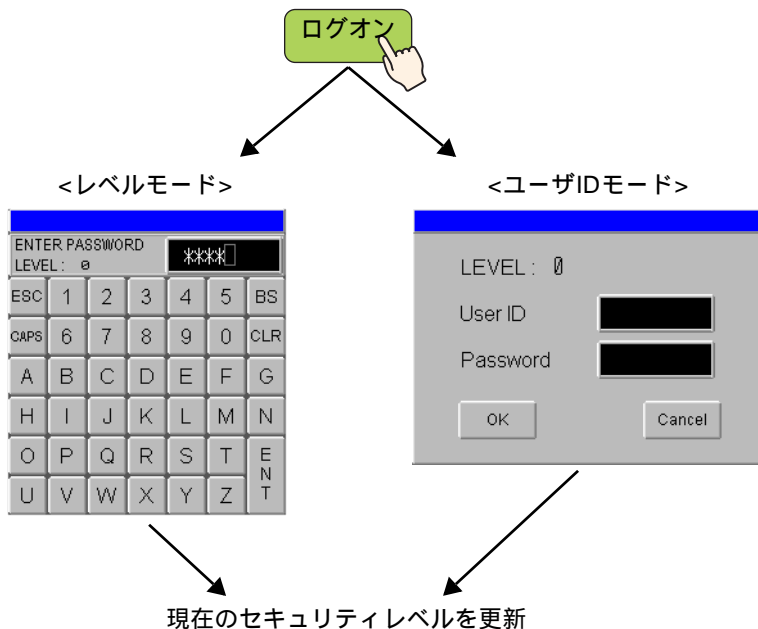 ログオン
<レベルモード>
<ユーザIDモード>
ENTER PASSWORD
LEVEL : 0
****
ESC 1 2 3 4 5 BS
CAPS 6 7 8 9 0 CLR
A B C D E F G
H I J K L M N
O P Q R S T ENT
U V W X Y Z
LEVEL : 0
User ID
Password
OK Cancel
現在のセキュリティレベルを更新